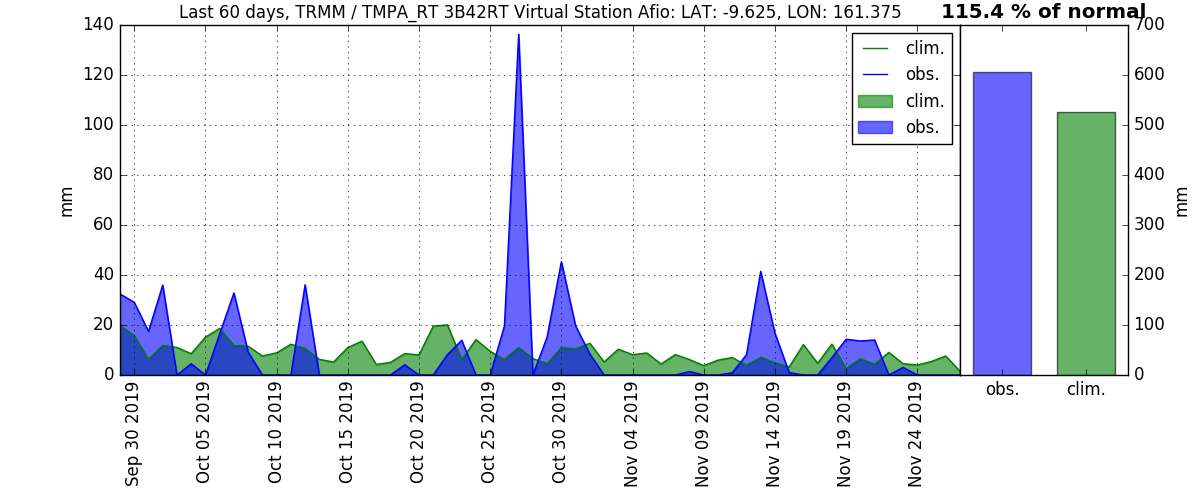 Last 60 days, TRMM / TMPA_RT 3B42RT Virtual Station Afio: LAT: -9.625, LON: 161.375
115.4 % of normal
mm
140
120
100
80
60
40
20
0
clim.
obs.
clim.
obs.
700
600
500
400
300
200
100
0
mm
Sep 30 2019
Oct 05 2019
Oct 10 2019
Oct 15 2019
Oct 20 2019
Oct 25 2019
Oct 30 2019
Nov 04 2019
Nov 09 2019
Nov 14 2019
Nov 19 2019
Nov 24 2019
obs.
clim.